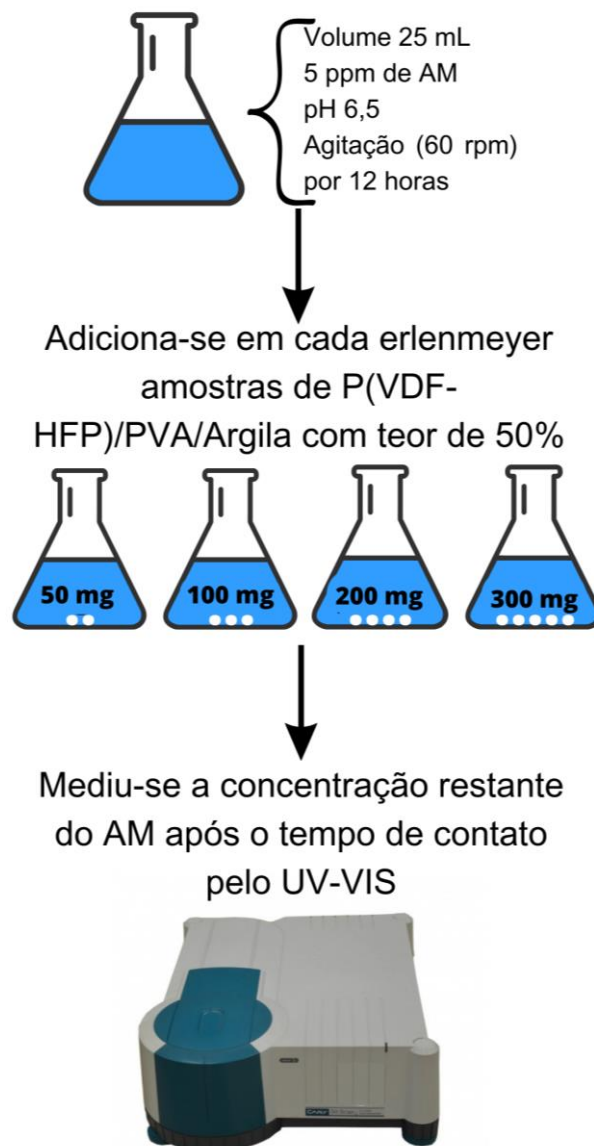 Volume 25 mL
5 ppm de AM
pH 6,5
Agitação (60 rpm)
por 12 horas
Adiciona-se em cada erlenmeyer
amostras de P(VDF-
HFP)/PVA/Argila com teor de 50%
50 mg
100 mg
200 mg
300 mg
Mediu-se a concentração restante
do AM após o tempo de contato
pelo UV-VIS